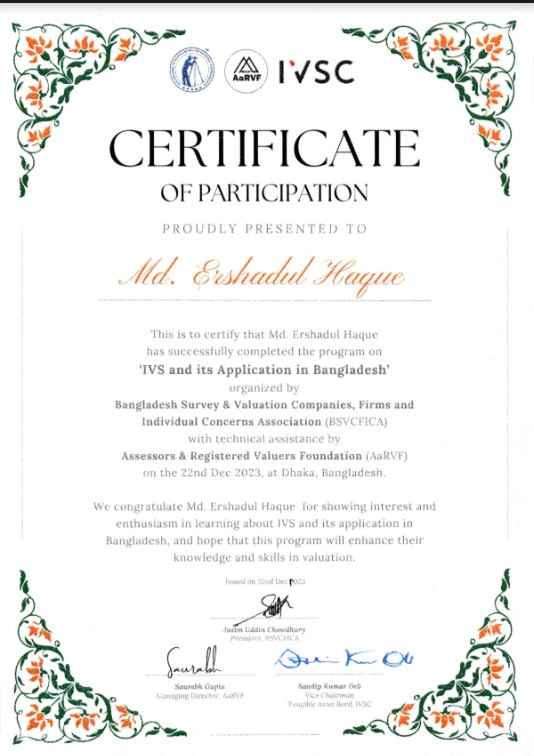 AaRVF
IVSC
CERTIFICATE
OF PARTICIPATION
PROUDLY PRESENTED TO
Md. Ershadul Haque
This is to certify that Md. Ershadul Haque
has successfully completed the program on
'IVS and its Application in Bangladesh'
organized by
Bangladesh Survey & Valuation Companies, Firms and
Individual Concerns Association (BSVCFICA)
with technical assistance by
Assessors & Registered Valuers Foundation (AaRVF)
on the 22nd Dec 2023, at Dhaka, Bangladesh.
We congratulate Md. Ershadul Haque for showing interest and
enthusiasm in learning about IVS and its application in
Bangladesh, and hope that this program will enhance their
knowledge and skills in valuation.
Issued on 22nd Dec 2023
Jasim Uddin Chowdhury
President, BSVCFICA
Saurabh
Saurabh Gupta
Managing Director, AaRVF
Sandip Kumar Deb
Vice Chairman
Tangible Asset Bord, IVSC